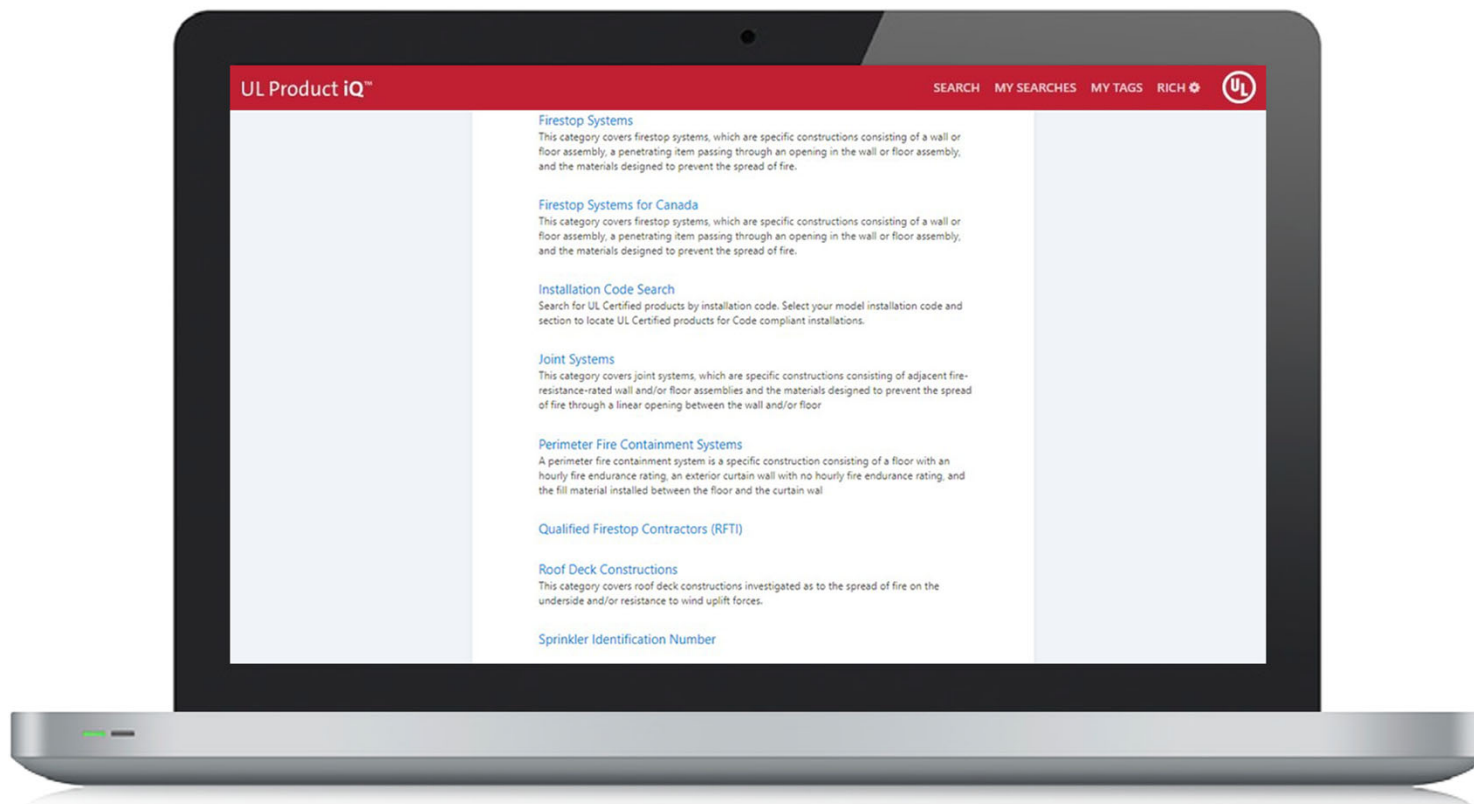 UL Product iQ™
SEARCH MY SEARCHES MY TAGS RICH
UL
Firestop Systems
This category covers firestop systems, which are specific constructions consisting of a wall or
floor assembly, a penetrating item passing through an opening in the wall or floor assembly,
and the materials designed to prevent the spread of fire.
Firestop Systems for Canada
This category covers firestop systems, which are specific constructions consisting of a wall or
floor assembly, a penetrating item passing through an opening in the wall or floor assembly,
and the materials designed to prevent the spread of fire.
Installation Code Search
Search for UL Certified products by installation code. Select your model installation code and
section to locate UL Certified products for Code compliant installations.
Joint Systems
This category covers joint systems, which are specific constructions consisting of adjacent fire-
resistance-rated wall and/or floor assemblies and the materials designed to prevent the spread
of fire through a linear opening between the wall and/or floor
Perimeter Fire Containment Systems
A perimeter fire containment system is a specific construction consisting of a floor with an
hourly fire endurance rating, an exterior curtain wall with no hourly fire endurance rating, and
the fill material installed between the floor and the curtain wal
Qualified Firestop Contractors (RFTI)
Roof Deck Constructions
This category covers roof deck constructions investigated as to the spread of fire on the
underside and/or resistance to wind uplift forces.
Sprinkler Identification Number